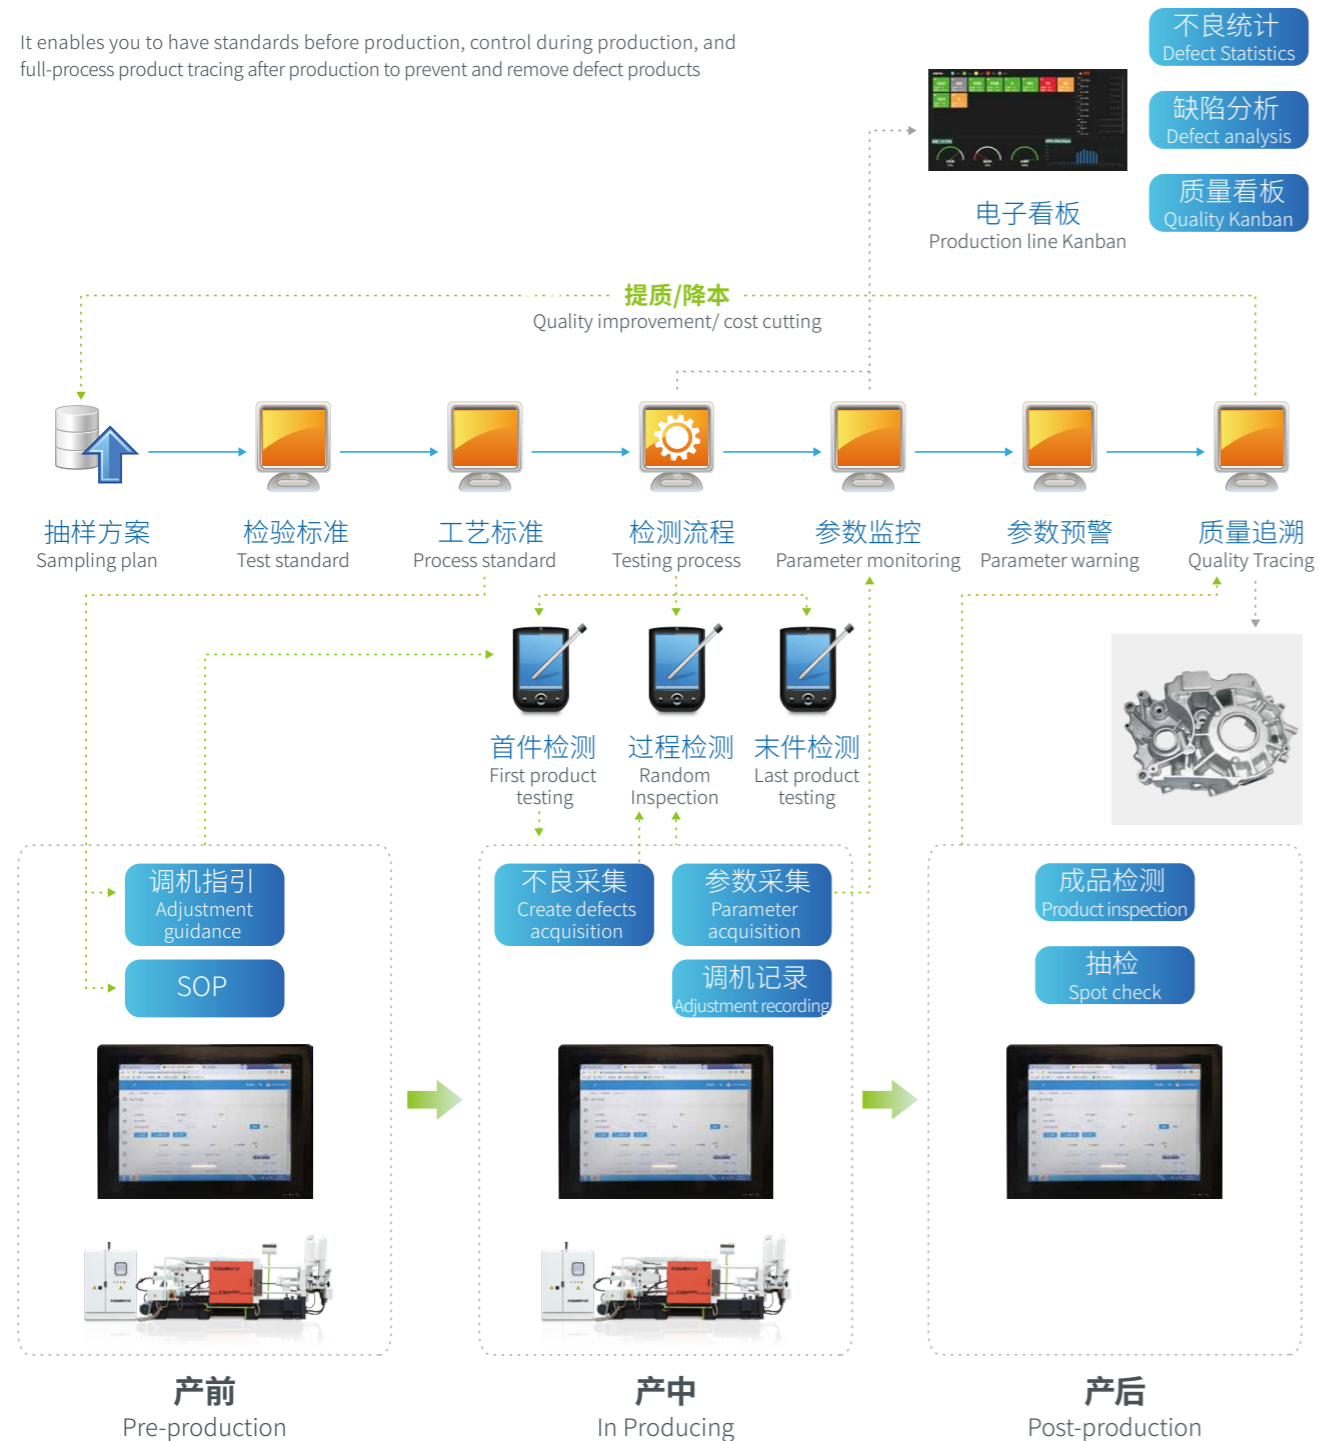 It enables you to have standards before production, control during production, and
full-process product tracing after production to prevent and remove defect products
不良统计
Defect Statistics
缺陷分析
Defect analysis
质量看板
Quality Kanban
电子看板
Production line Kanban
提质/降本
Quality improvement/ cost cutting
抽样方案
Sampling plan
检验标准
Test standard
工艺标准
Process standard
检测流程
Testing process
参数监控
Parameter monitoring
参数预警
Parameter warning
质量追溯
Quality Tracing
首件检测
First product
testing
过程检测
Random
Inspection
末件检测
Last product
testing
调机指引
Adjustment
guidance
SOP
不良采集
Create defects
acquisition
参数采集
Parameter
acquisition
调机记录
Adjustment recording
成品检测
Product inspection
抽检
Spot check
产前
Pre-production
产中
In Producing
产后
Post-production